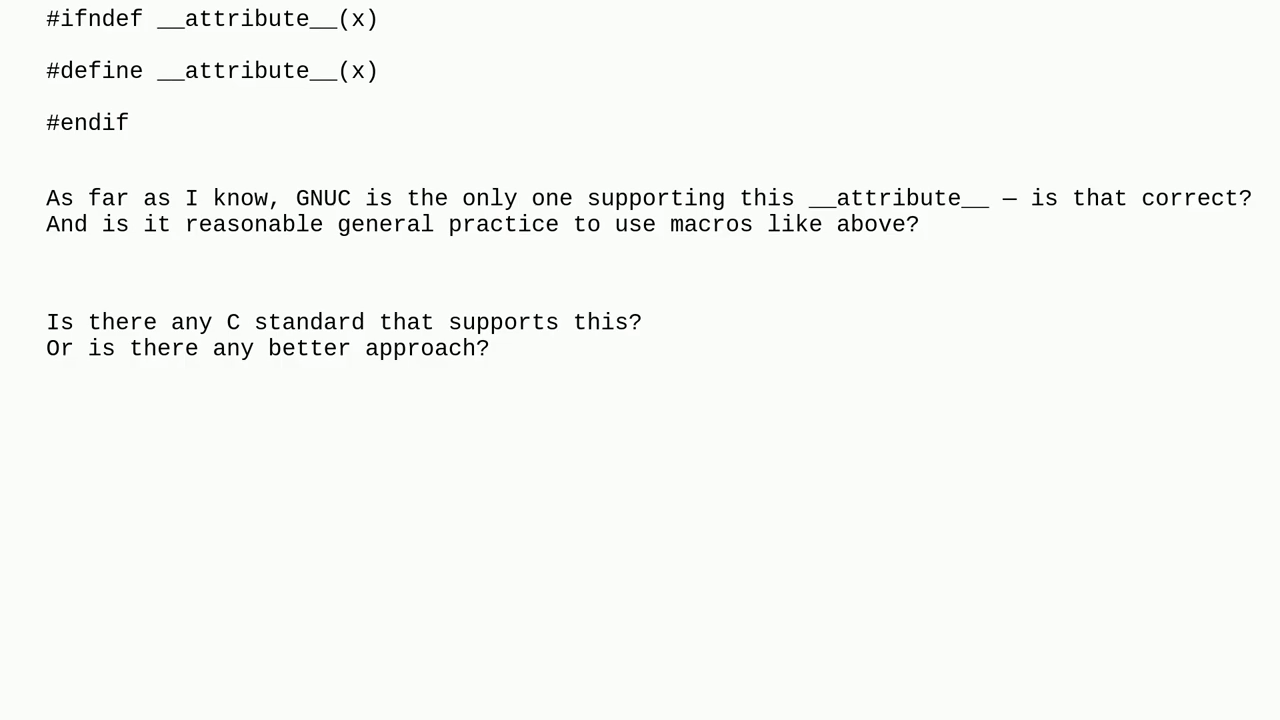 #ifndef __attribute__(x)
#define __attribute__(x)
#endif
As far as I know, GNUC is the only one supporting this __attribute__ – is that correct?
And is it reasonable general practice to use macros like above?
Is there any C standard that supports this?
Or is there any better approach?